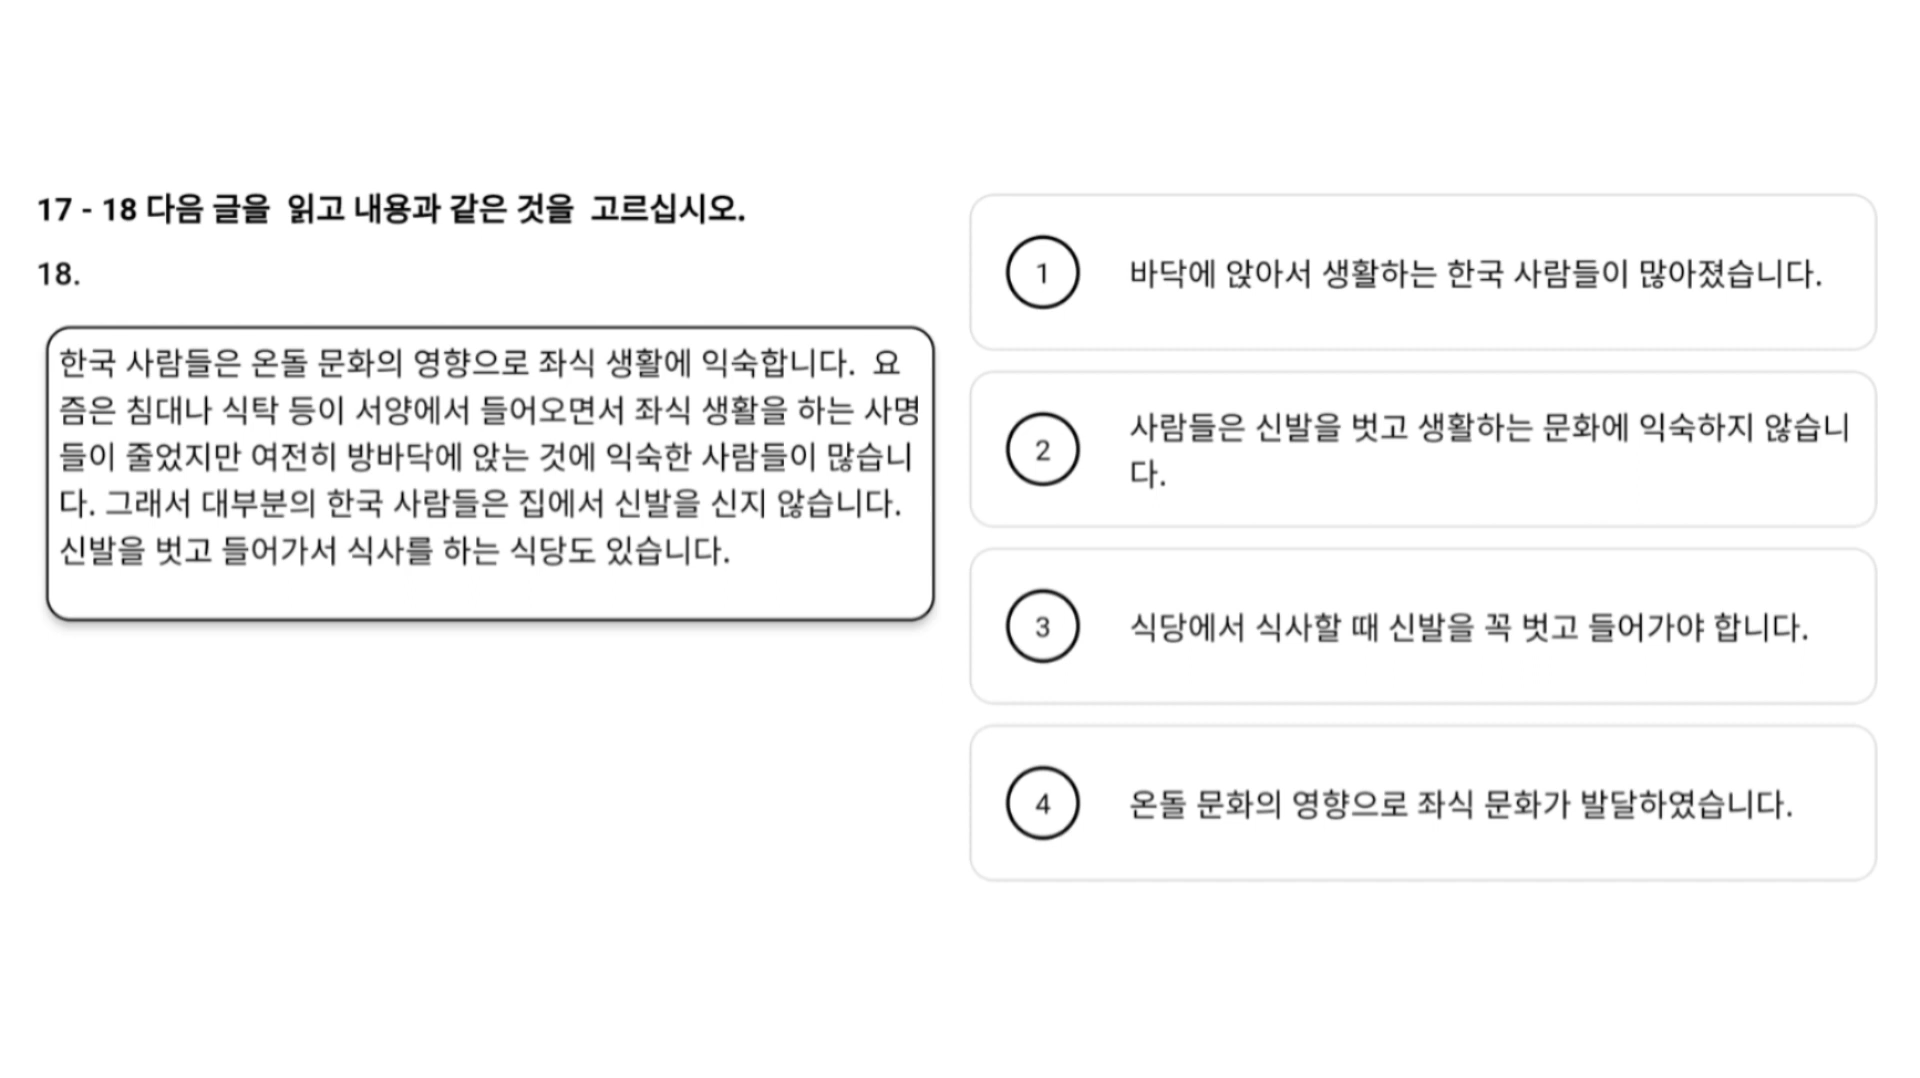 17 - 18 다음 글을 읽고 내용과 같은 것을 고르십시오.
18.
한국 사람들은 온돌 문화의 영향으로 좌식 생활에 익숙합니다. 요
즘은 침대나 식탁 등이 서양에서 들어오면서 좌식 생활을 하는 사명
들이 줄었지만 여전히 방바닥에 앉는 것에 익숙한 사람들이 많습니
다. 그래서 대부분의 한국 사람들은 집에서 신발을 신지 않습니다.
신발을 벗고 들어가서 식사를 하는 식당도 있습니다.
1 바닥에 앉아서 생활하는 한국 사람들이 많아졌습니다.
2 사람들은 신발을 벗고 생활하는 문화에 익숙하지 않습니
다.
3 식당에서 식사할 때 신발을 꼭 벗고 들어가야 합니다.
4 온돌 문화의 영향으로 좌식 문화가 발달하였습니다.